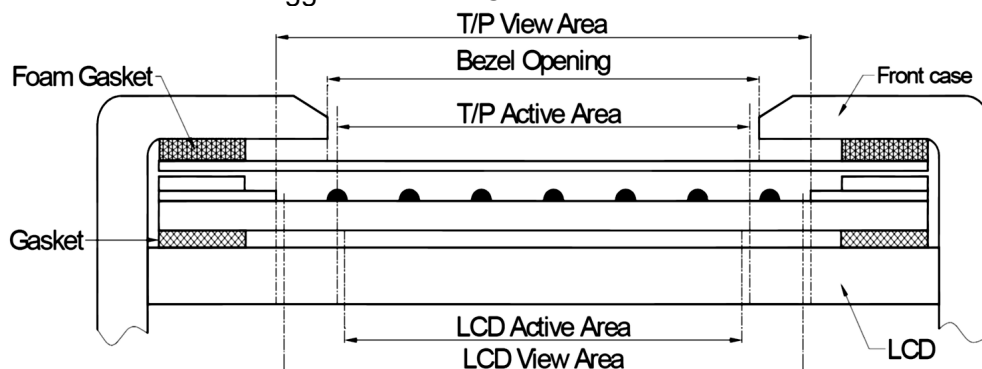 T/P View Area
Bezel Opening
Foam Gasket
Front case
T/P Active Area
Gasket
LCD Active Area
LCD
LCD View Area